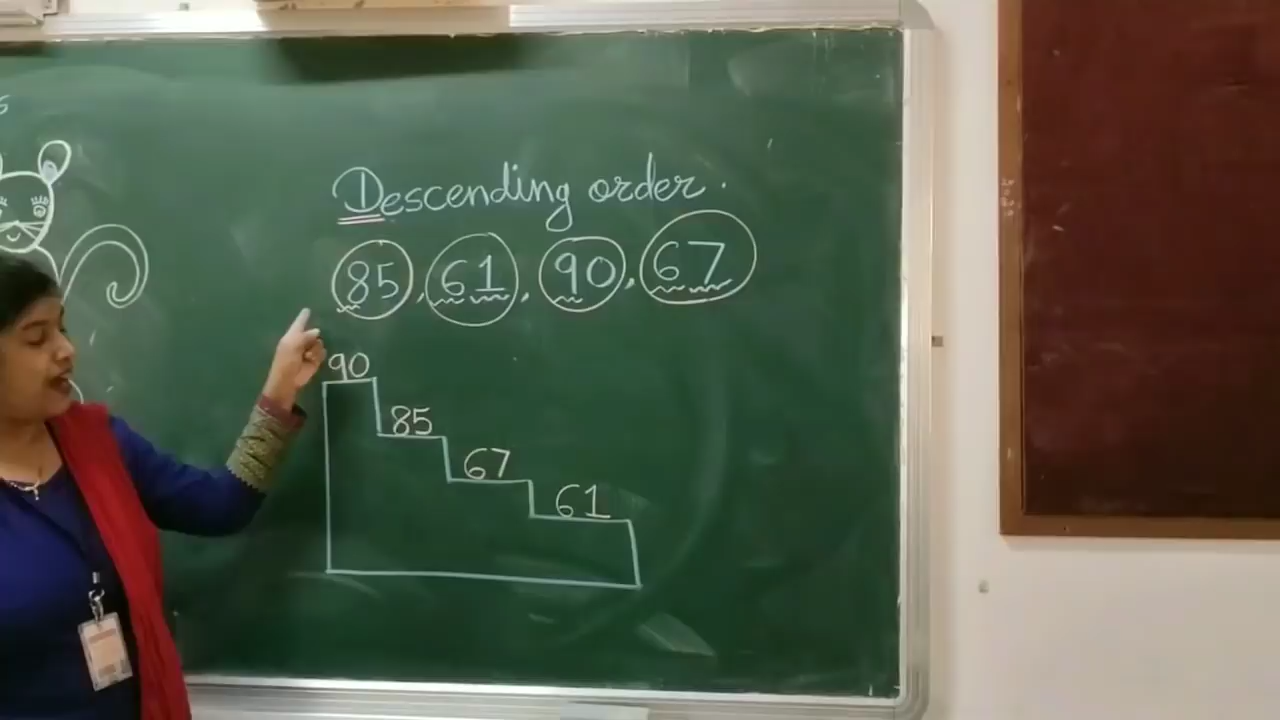 Descending order.
85, 61, 90, 67
90
85
67
61